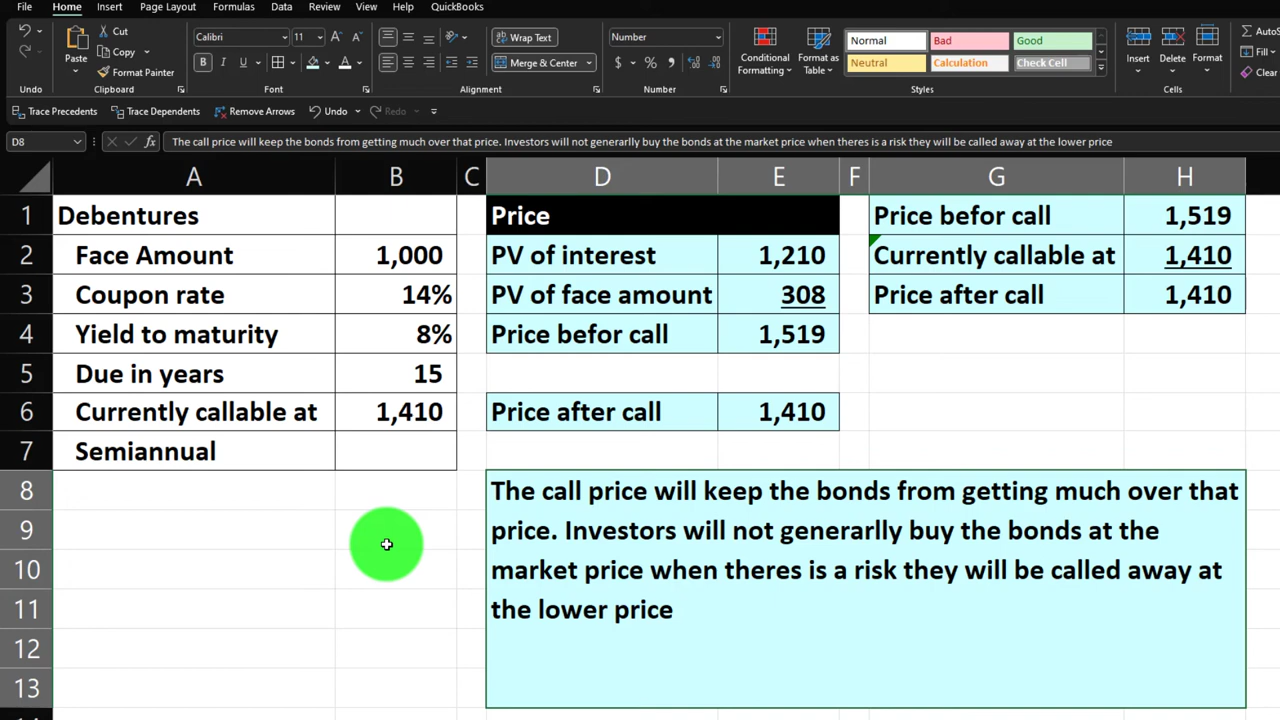 File Home Insert Page Layout Formulas Data Review View Help QuickBooks
Cut
Copy
Format Painter
Paste
Calibri 11
Wrap Text
Merge & Center
Number
Conditional Formatting
Format as Table
Normal Bad Good
Neutral Calculation Check Cell
Insert Delete Format
Fill
Clear
Undo Clipboard Font Alignment Number Styles Cells
Trace Precedents Trace Dependents Remove Arrows Undo Redo
D8 fx The call price will keep the bonds from getting much over that price. Investors will not generarlly buy the bonds at the market price when theres is a risk they will be called away at the lower price
A B C D E F G H
1 Debentures Price Price befor call 1,519
2 Face Amount 1,000 PV of interest 1,210 Currently callable at 1,410
3 Coupon rate 14% PV of face amount 308 Price after call 1,410
4 Yield to maturity 8% Price befor call 1,519
5 Due in years 15
6 Currently callable at 1,410 Price after call 1,410
7 Semiannual
8 The call price will keep the bonds from getting much over that
9 price. Investors will not generarlly buy the bonds at the
10 market price when theres is a risk they will be called away at
11 the lower price
12
13